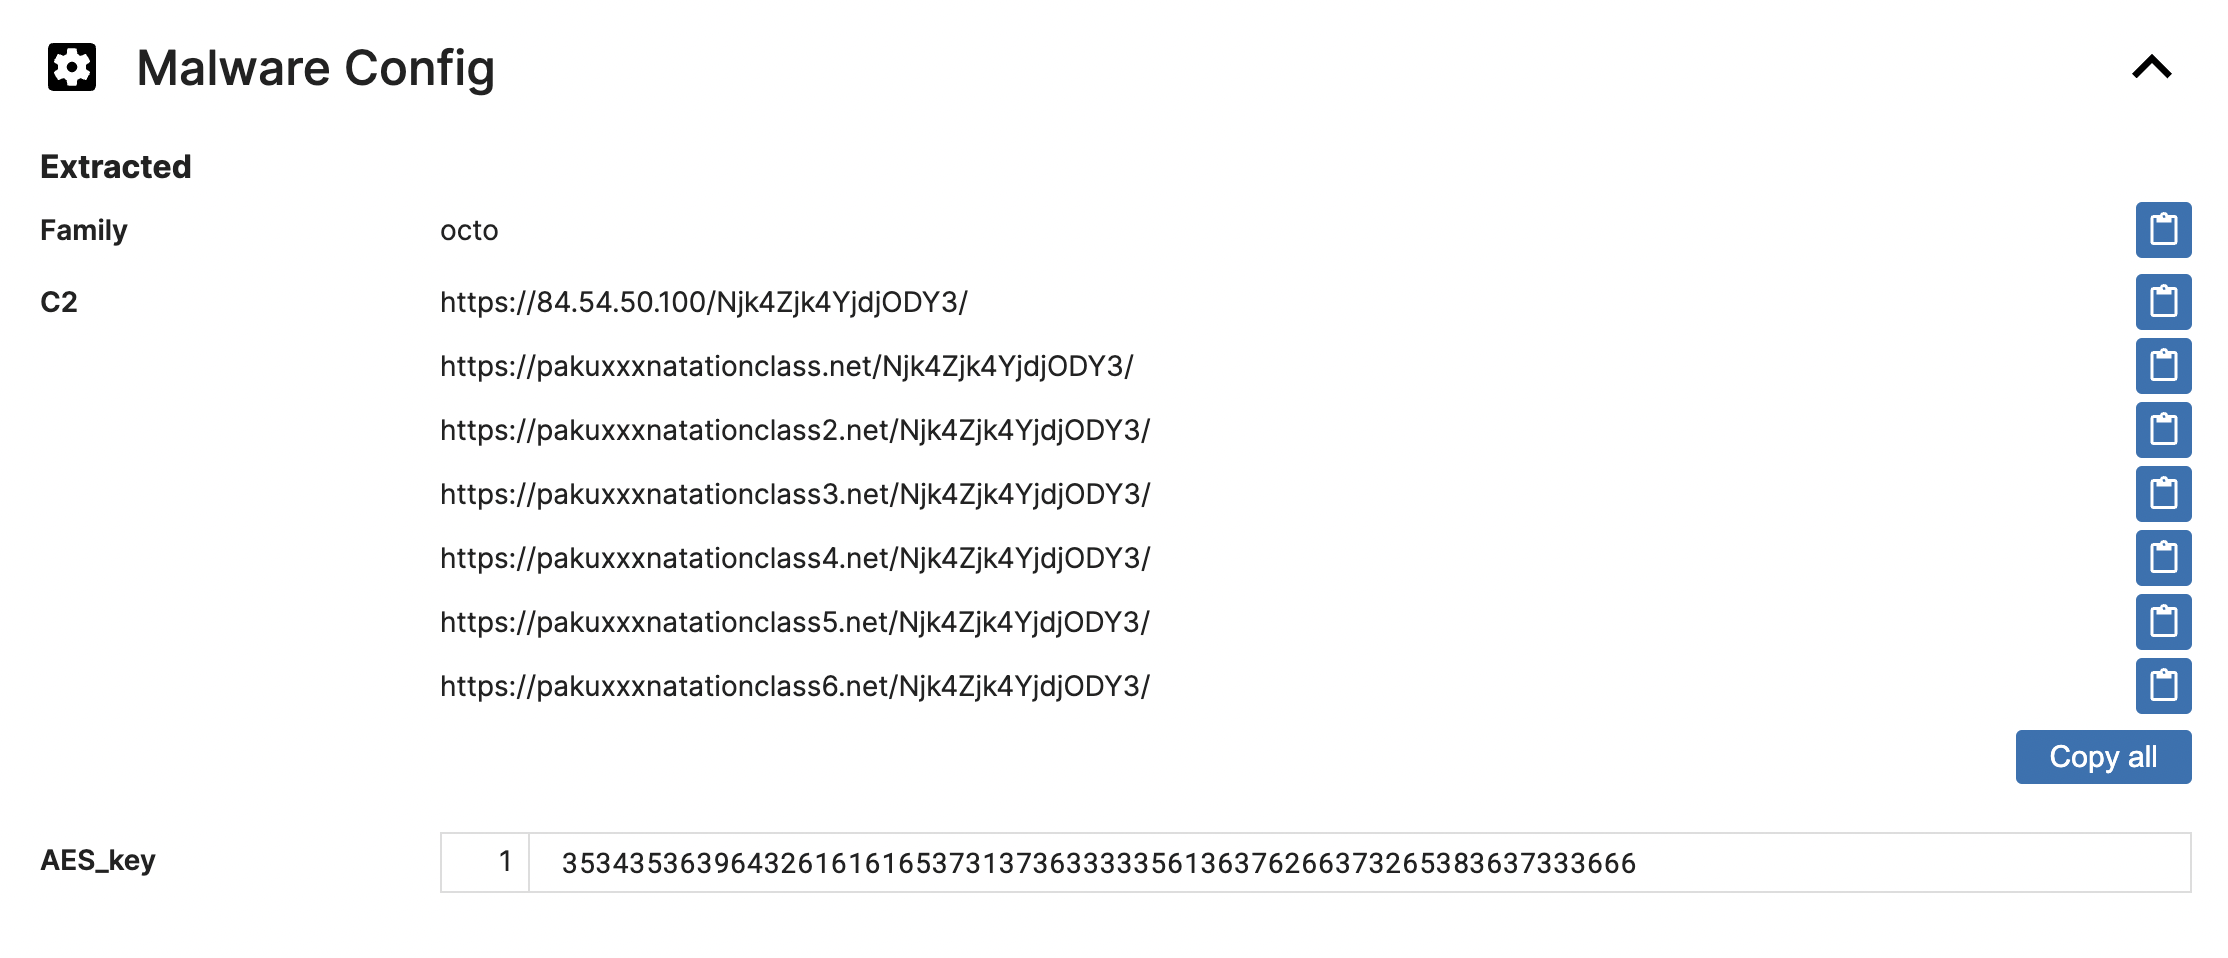 Malware Config
Extracted
Family
octo
C2
https://84.54.50.100/Njk4Zjk4YjdjODY3/
https://pakuxxxnatationclass.net/Njk4Zjk4YjdjODY3/
https://pakuxxxnatationclass2.net/Njk4Zjk4YjdjODY3/
https://pakuxxxnatationclass3.net/Njk4Zjk4YjdjODY3/
https://pakuxxxnatationclass4.net/Njk4Zjk4YjdjODY3/
https://pakuxxxnatationclass5.net/Njk4Zjk4YjdjODY3/
https://pakuxxxnatationclass6.net/Njk4Zjk4YjdjODY3/
Copy all
AES_key
1
3534353639643261616165373137363333356136376266373265383637333666